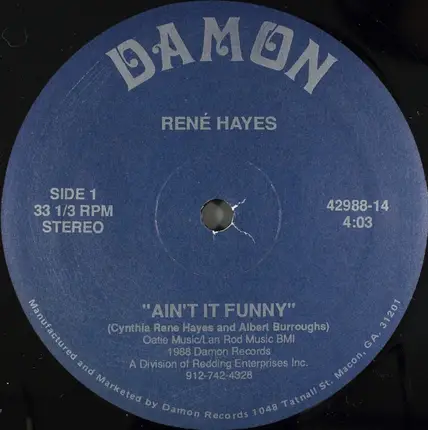 DAMON
RENÉ HAYES
SIDE 1
33 1/3 RPM
STEREO
42988-14
4:03
"AIN'T IT FUNNY"
(Cynthia Rene Hayes and Albert Burroughs)
Oatie Music/Lan Rod Music BMI
1988 Damon Records
A Division of Redding Enterprises Inc.
912-742-4328
Manufactured and Marketed by Damon Records 1048 Tatnall St. Macon, GA. 31201